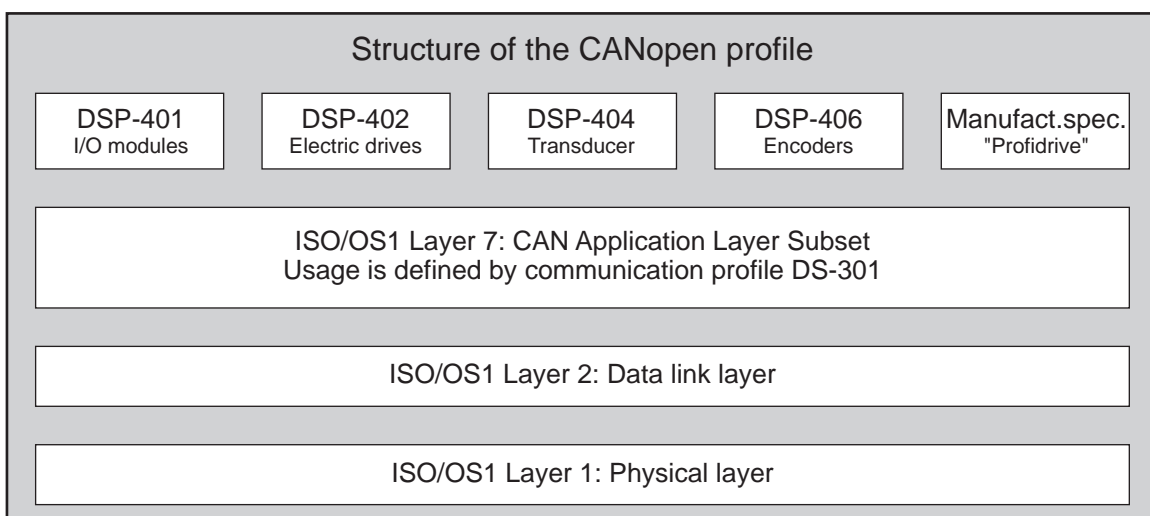 Structure of the CANopen profile
DSP-401
I/O modules
DSP-402
Electric drives
DSP-404
Transducer
DSP-406
Encoders
Manufact.spec.
"Profidrive"
ISO/OS1 Layer 7: CAN Application Layer Subset
Usage is defined by communication profile DS-301
ISO/OS1 Layer 2: Data link layer
ISO/OS1 Layer 1: Physical layer